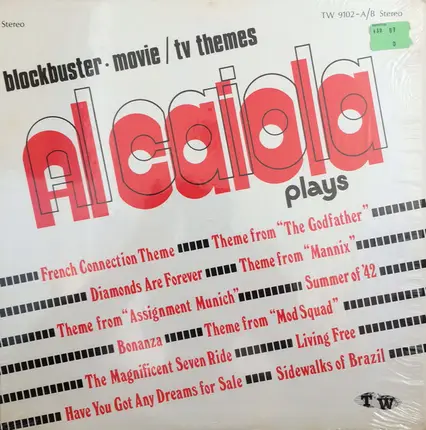 Stereo
TW 9102-A/B Stereo
blockbuster · movie / tv themes
Al caiola
plays
French Connection Theme Theme from "The Godfather"
Diamonds Are Forever Theme from "Mannix"
Theme from "Assignment Munich" Summer of '42
Bonanza Theme from "Mod Squad"
The Magnificent Seven Ride Living Free
Have You Got Any Dreams for Sale Sidewalks of Brazil
TW